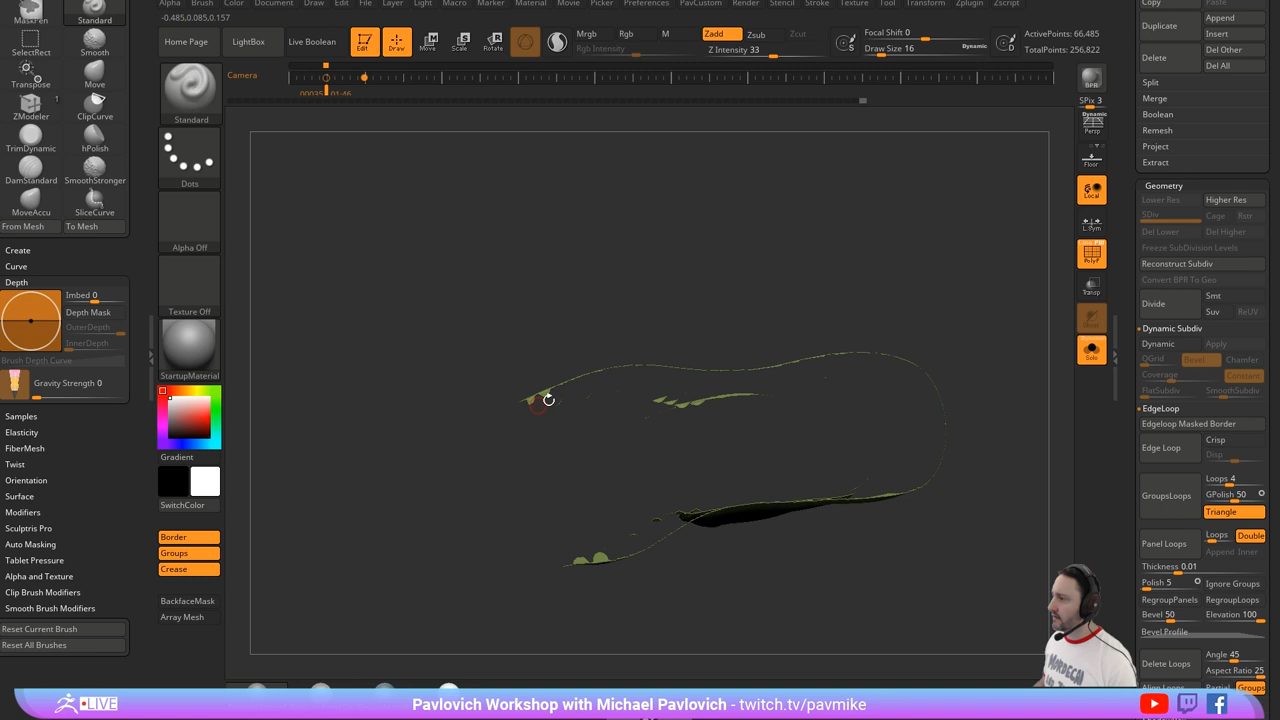 Alpha Brush Color Document Draw Edit File Layer Light Macro Marker Material Movie Picker Preferences PavCustom Render Stencil Stroke Texture Tool Transform Zplugin Zscript
-0.485,0.085,0.157
MaskRen Standard
SelectRect Smooth
Transpose Move
ZModeler 1 ClipCurve
TrimDynamic hPolish
DamStandard SmoothStronger
MoveAccu SliceCurve
From Mesh To Mesh
Create
Curve
Depth
Imbed 0
Depth Mask
OuterDepth
InnerDepth
Brush Depth Curve
Gravity Strength 0
Samples
Elasticity
FiberMesh
Twist
Orientation
Surface
Modifiers
Sculptris Pro
Auto Masking
Tablet Pressure
Alpha and Texture
Clip Brush Modifiers
Smooth Brush Modifiers
Reset Current Brush
Reset All Brushes
Home Page LightBox Live Boolean Edit Draw Move Scale Rotate
Mrgb Rgb M Zadd Zsub Cut
Rgb Intensity Z Intensity 33
S Focal Shift 0
Draw Size 16 Dynamic
D ActivePoints: 66,485
TotalPoints: 256,822
Camera
Standard
Dots
Alpha Off
Texture Off
StartupMaterial
Gradient
SwitchColor
Border
Groups
Crease
BackfaceMask
Array Mesh
BPR
SPix 3
Dynamic
Persp
Floor
Local
L.Sym
PolyF
Transp
Ghost
Solo
Copy Paste
Duplicate Append
Insert
Delete Del Other
Del All
Split
Merge
Boolean
Remesh
Project
Extract
Geometry
Lower Res Higher Res
SDiv Cage Rstr
Del Lower Del Higher
Freeze SubDivision Levels
Reconstruct Subdiv
Convert BPR To Geo
Divide Smt
Suv ReUV
Dynamic Subdiv
Dynamic Apply
QGrid Bevel Chamfer
Coverage Constant
FlatSubdiv SmoothSubdiv
EdgeLoop
Edgeloop Masked Border
Edge Loop Crisp
Disp
GroupsLoops Loops 4
GPolish 50
Triangle
Panel Loops Loops Double
Append Inner
Thickness 0.01
Polish 5 Ignore Groups
RegroupPanels RegroupLoops
Bevel 50 Elevation 100
Bevel Profile
Delete Loops Angle 45
Aspect Ratio 25
Align Loops Partial Groups
LIVE Pavlovich Workshop with Michael Pavlovich - twitch.tv/pavmike